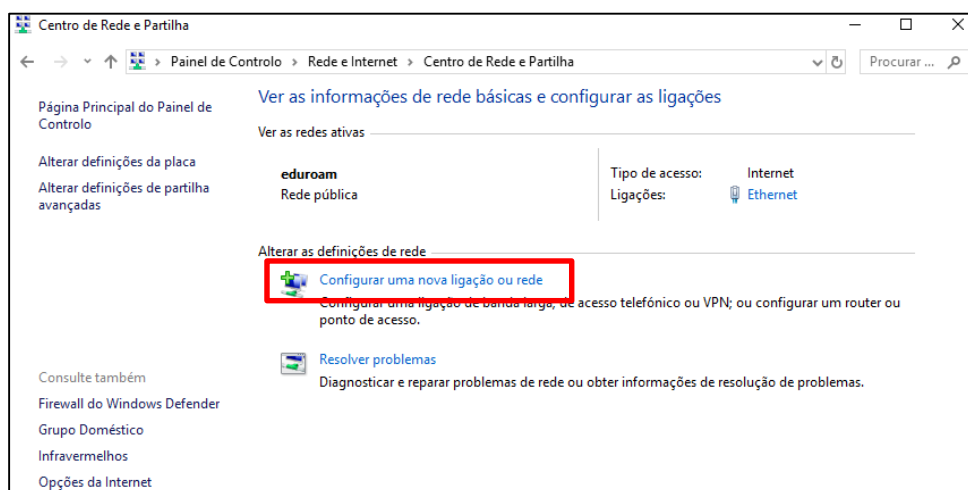 Centro de Rede e Partilha
Painel de Controlo > Rede e Internet > Centro de Rede e Partilha
Procurar ...
Página Principal do Painel de
Controlo
Alterar definições da placa
Alterar definições de partilha
avançadas
Ver as informações de rede básicas e configurar as ligações
Ver as redes ativas
eduroam
Rede pública
Tipo de acesso: Internet
Ligações: Ethernet
Alterar as definições de rede
Configurar uma nova ligação ou rede
Configurar uma ligação de banda larga, de acesso telefónico ou VPN; ou configurar um router ou
ponto de acesso.
Resolver problemas
Diagnosticar e reparar problemas de rede ou obter informações de resolução de problemas.
Consulte também
Firewall do Windows Defender
Grupo Doméstico
Infravermelhos
Opções da Internet